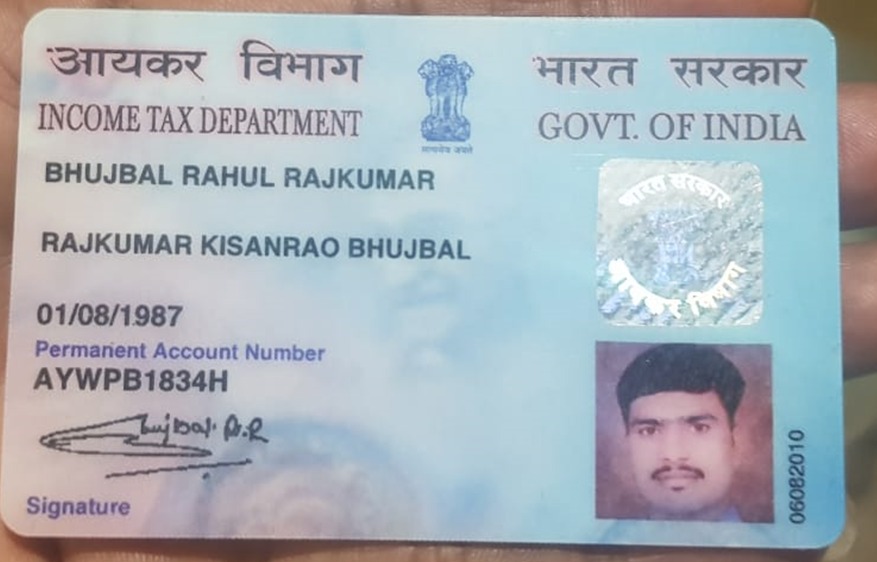 आयकर विभाग
INCOME TAX DEPARTMENT
सत्यमेव जयते
भारत सरकार
GOVT. OF INDIA
BHUJBAL RAHUL RAJKUMAR
RAJKUMAR KISANRAO BHUJBAL
01/08/1987
Permanent Account Number
AYWPB1834H
Signature
भारत सरकार
आयकर विभाग
06082010